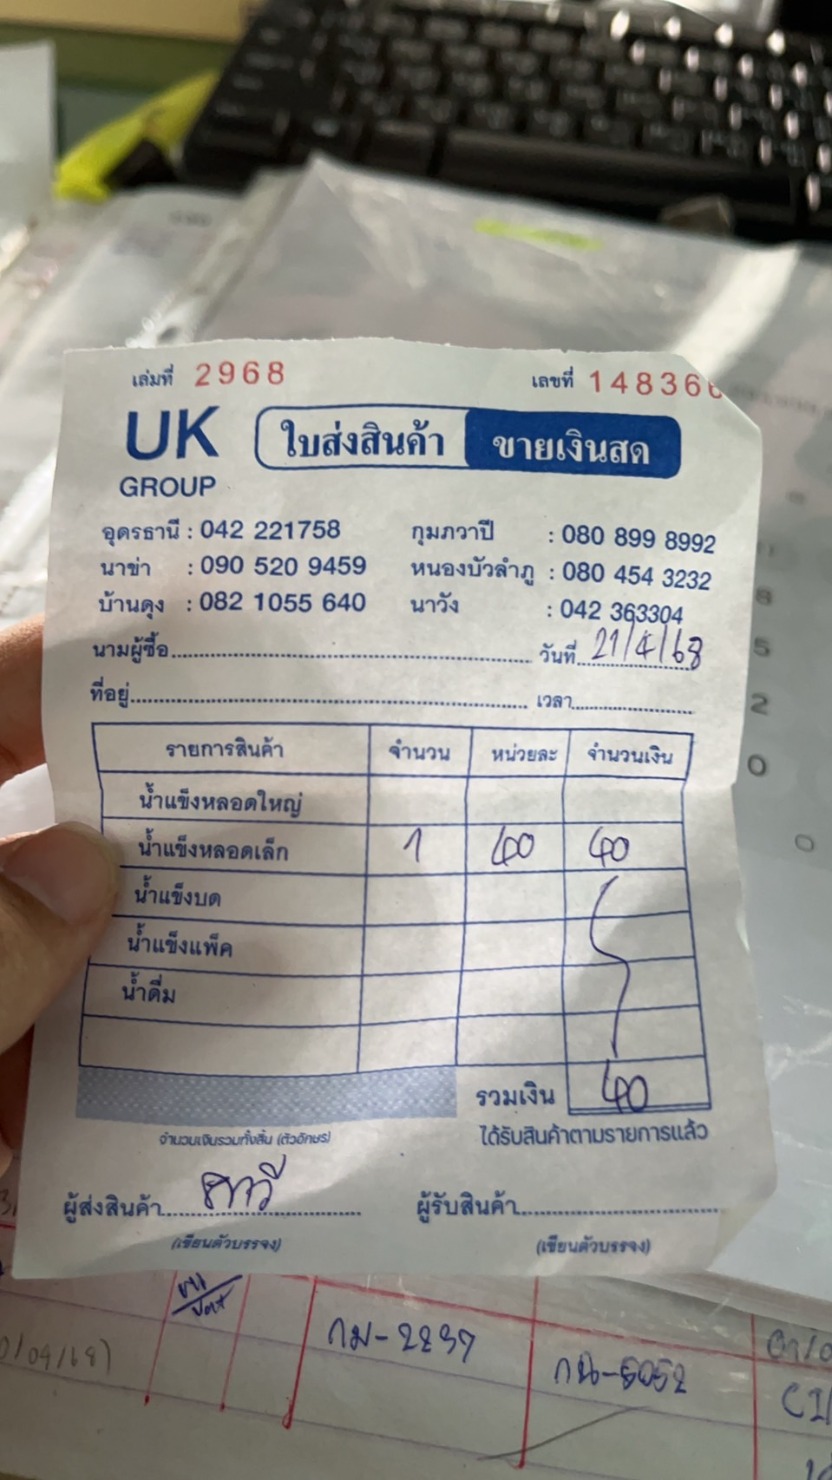 เล่มที่ 2968 เลขที่ 148366
UK GROUP
ใบส่งสินค้า ขายเงินสด
อุดรธานี : 042 221758 กุมภวาปี : 080 899 8992
นาข่า : 090 520 9459 หนองบัวลำภู : 080 454 3232
บ้านดุง : 082 1055 640 นาวัง : 042 363304
นามผู้ซื้อ วันที่ 21/4/68
ที่อยู่ เวลา
รายการสินค้า จำนวน หน่วยละ จำนวนเงิน
น้ำแข็งหลอดใหญ่
น้ำแข็งหลอดเล็ก 1 40 40
น้ำแข็งบด
น้ำแข็งแพ็ค
น้ำดื่ม
รวมเงิน 40
จำนวนเงินรวมทั้งสิ้น (ตัวอักษร) ได้รับสินค้าตามรายการแล้ว
ผู้ส่งสินค้า ผู้รับสินค้า
(เขียนตัวบรรจง) (เขียนตัวบรรจง)
กม-2237
กน-5052